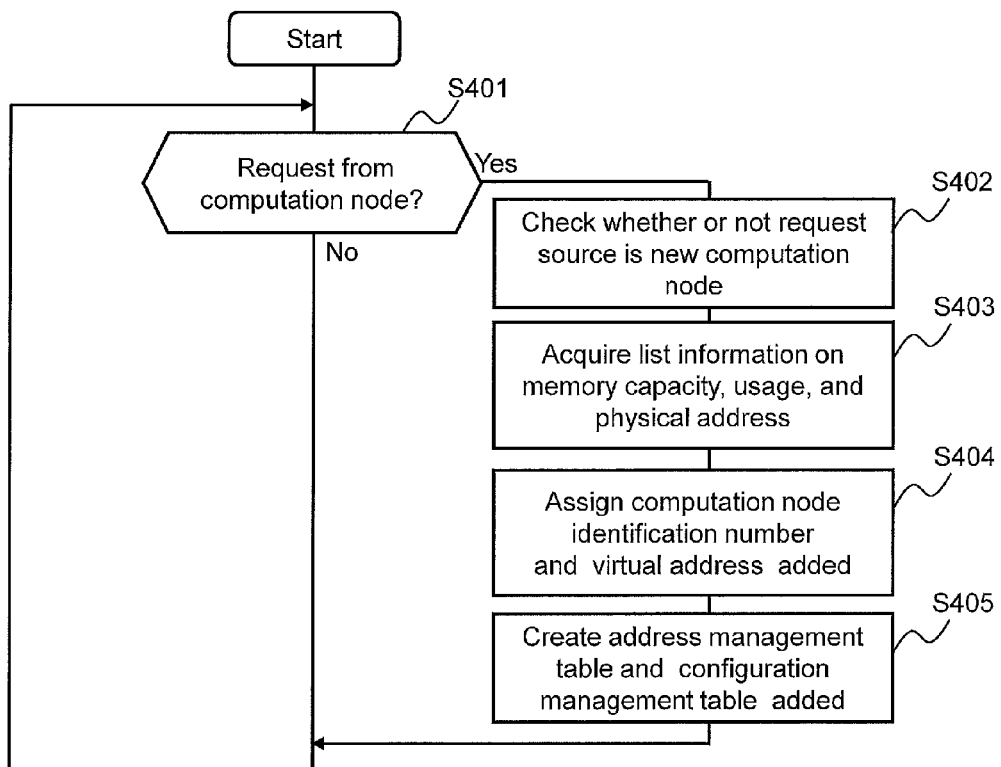 Start
S401
Request from
computation node?
Yes
No
S402
Check whether or not request
source is new computation
node
S403
Acquire list information on
memory capacity, usage, and
physical address
S404
Assign computation node
identification number
and virtual address added
S405
Create address management
table and configuration
management table added